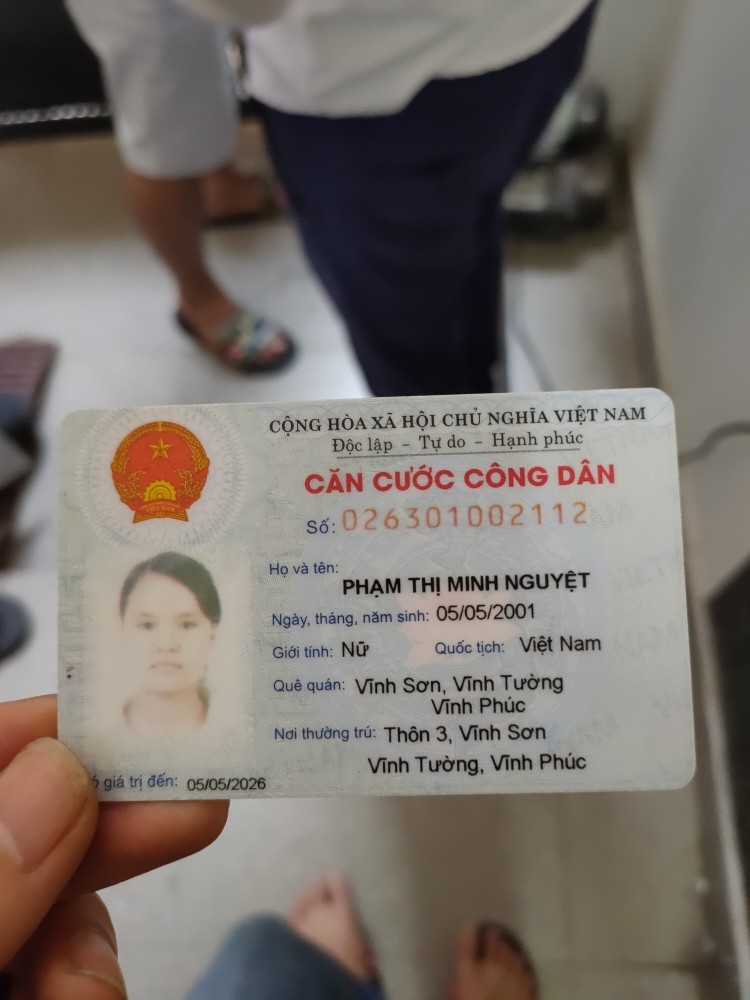 CỘNG HÒA XÃ HỘI CHỦ NGHĨA VIỆT NAM
Độc lập - Tự do - Hạnh phúc
CĂN CƯỚC CÔNG DÂN
Số: 026301002112
Họ và tên:
PHẠM THỊ MINH NGUYỆT
Ngày, tháng, năm sinh: 05/05/2001
Giới tính: Nữ Quốc tịch: Việt Nam
Quê quán: Vĩnh Sơn, Vĩnh Tường
Vĩnh Phúc
Nơi thường trú: Thôn 3, Vĩnh Sơn
Vĩnh Tường, Vĩnh Phúc
giá trị đến: 05/05/2026